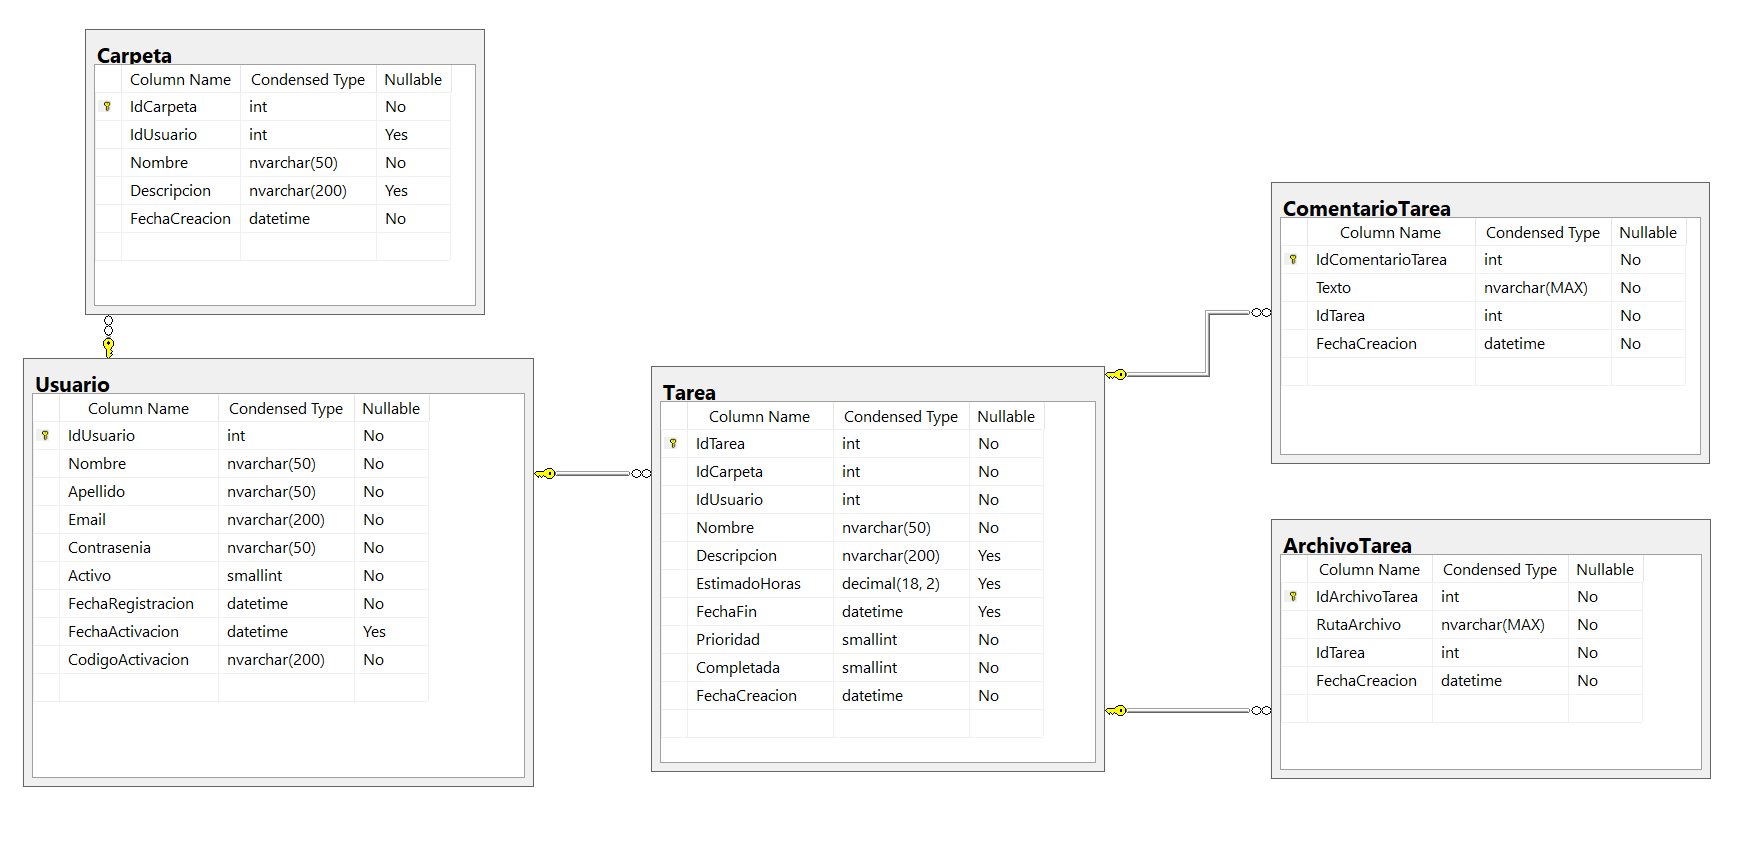 Carpeta
Column Name Condensed Type Nullable
IdCarpeta int No
IdUsuario int Yes
Nombre nvarchar(50) No
Descripcion nvarchar(200) Yes
FechaCreacion datetime No
Usuario
Column Name Condensed Type Nullable
IdUsuario int No
Nombre nvarchar(50) No
Apellido nvarchar(50) No
Email nvarchar(200) No
Contrasenia nvarchar(50) No
Activo smallint No
FechaRegistracion datetime No
FechaActivacion datetime Yes
CodigoActivacion nvarchar(200) No
Tarea
Column Name Condensed Type Nullable
IdTarea int No
IdCarpeta int No
IdUsuario int No
Nombre nvarchar(50) No
Descripcion nvarchar(200) Yes
EstimadoHoras decimal(18, 2) Yes
FechaFin datetime Yes
Prioridad smallint No
Completada smallint No
FechaCreacion datetime No
ComentarioTarea
Column Name Condensed Type Nullable
IdComentarioTarea int No
Texto nvarchar(MAX) No
IdTarea int No
FechaCreacion datetime No
ArchivoTarea
Column Name Condensed Type Nullable
IdArchivoTarea int No
RutaArchivo nvarchar(MAX) No
IdTarea int No
FechaCreacion datetime No